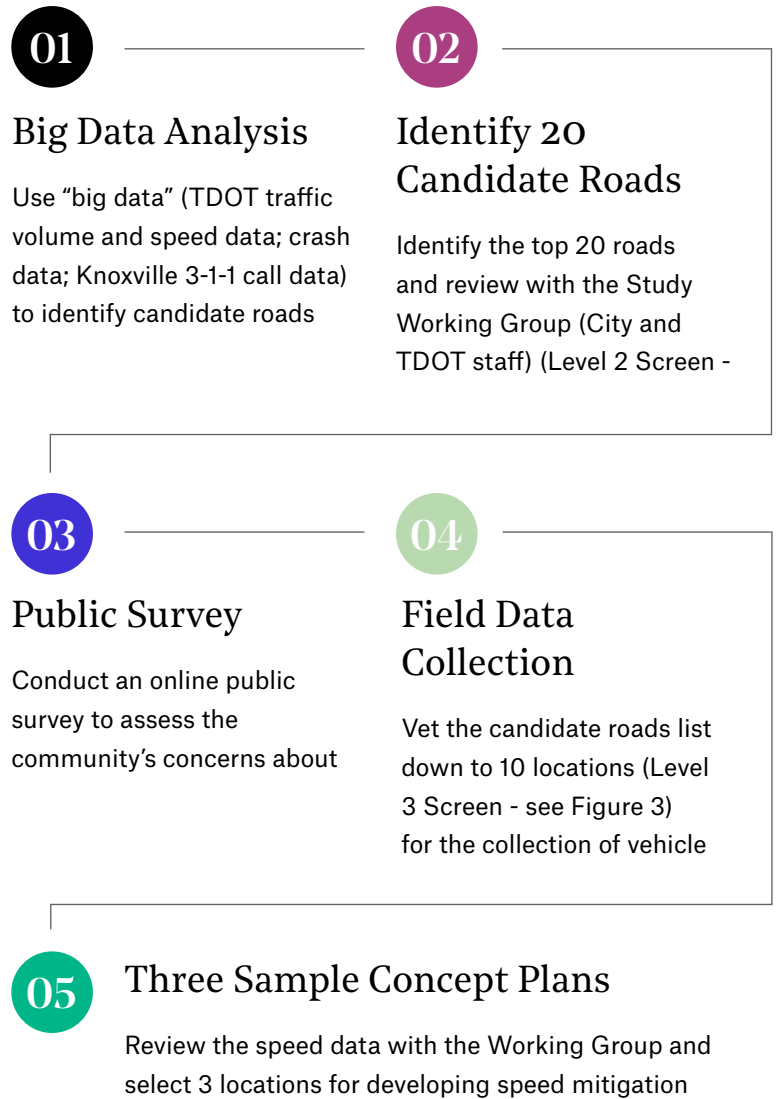 01
Big Data Analysis
Use “big data” (TDOT traffic
volume and speed data; crash
data; Knoxville 3-1-1 call data)
to identify candidate roads
02
Identify 20
Candidate Roads
Identify the top 20 roads
and review with the Study
Working Group (City and
TDOT staff) (Level 2 Screen -
03
Public Survey
Conduct an online public
survey to assess the
community’s concerns about
04
Field Data
Collection
Vet the candidate roads list
down to 10 locations (Level
3 Screen - see Figure 3)
for the collection of vehicle
05
Three Sample Concept Plans
Review the speed data with the Working Group and
select 3 locations for developing speed mitigation